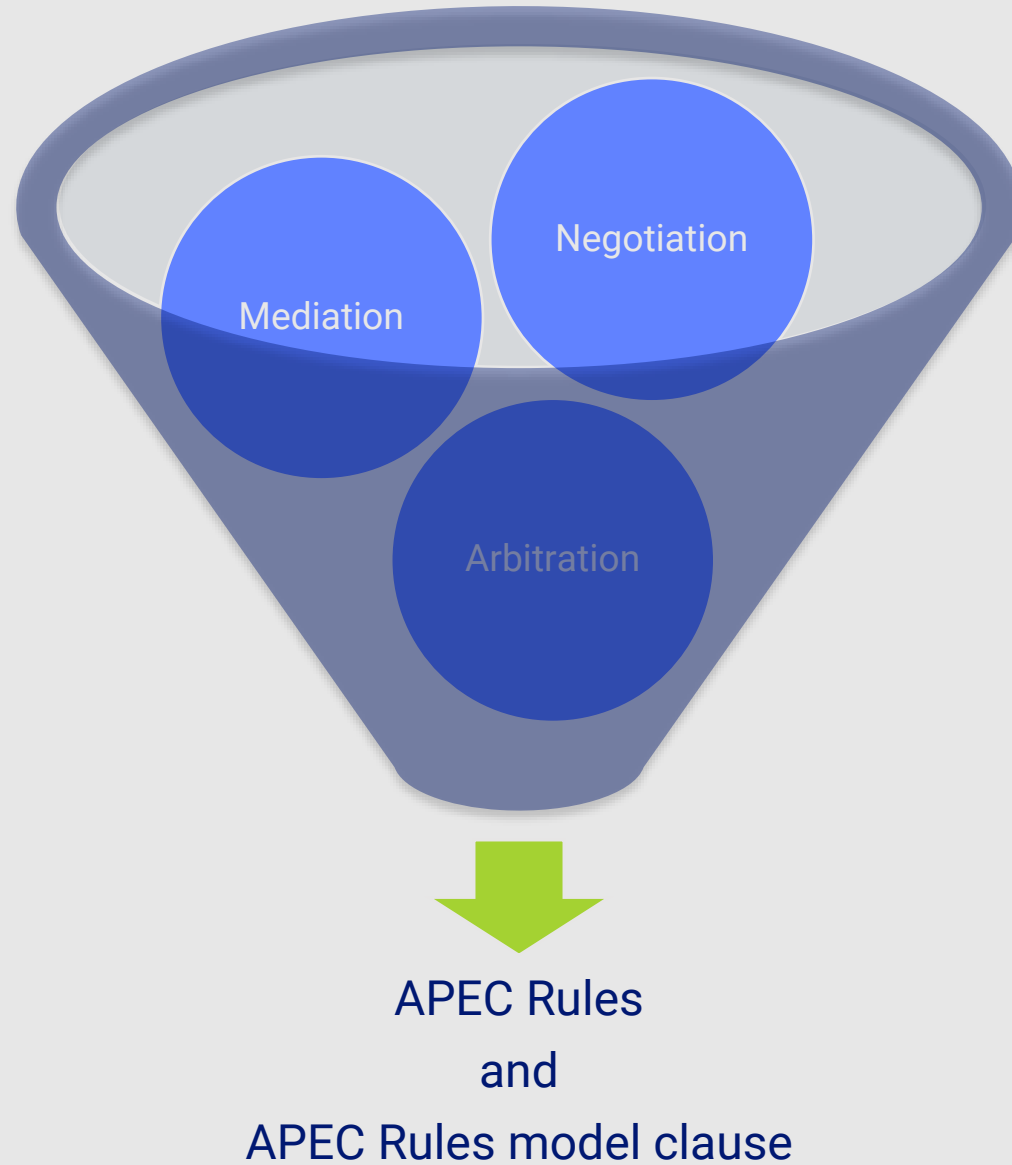 Negotiation
Mediation
Arbitration
APEC Rules
and
APEC Rules model clause